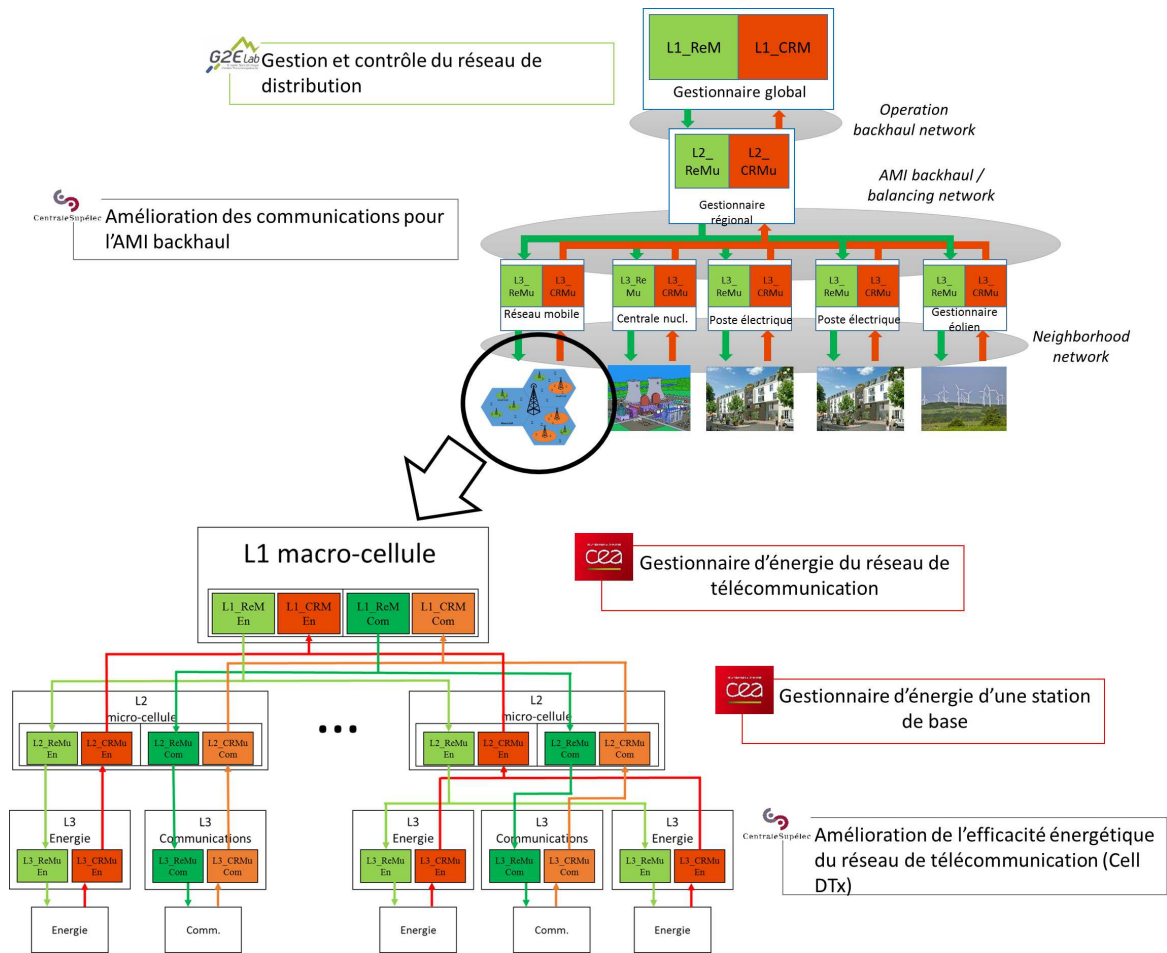 L1_ReM
L1_CRM
Gestionnaire global
G2Elab
Gestion et contrôle du réseau de
distribution
Operation
backhaul network
L2_
ReMu
L2_
CRMu
Gestionnaire
régional
AMI backhaul /
balancing network
CentraleSupélec
Amélioration des communications pour
l'AMI backhaul
L3_
ReMu
L3_
CRMu
Réseau mobile
L3_Re
Mu
L3_
CRMu
Centrale nucl.
L3_
ReMu
L3_
CRMu
Poste électrique
L3_
ReMu
L3_
CRMu
Poste électrique
L3_
ReMu
L3_
CRMu
Gestionnaire
éolien
Neighborhood
network
L1 macro-cellule
L1_ReM
En
L1_CRM
En
L1_ReM
Com
L1_CRM
Com
cea
Gestionnaire d'énergie du réseau de
télécommunication
L2
micro-cellule
L2_ReMu
En
L2_CRMu
En
L2_ReMu
Com
L2_CRMu
Com
...
L2
micro-cellule
L2_ReMu
En
L2_CRMu
En
L2_ReMu
Com
L2_CRMu
Com
cea
Gestionnaire d'énergie d'une station
de base
L3
Energie
L3_ReMu
En
L3_CRMu
En
L3
Communications
L3_ReMu
Com
L3_CRMu
Com
L3
Energie
L3_ReMu
En
L3_CRMu
En
L3
Communications
L3_ReMu
Com
L3_CRMu
Com
L3
Energie
L3_ReMu
En
L3_CRMu
En
CentraleSupélec
Amélioration de l'efficacité énergétique
du réseau de télécommunication (Cell
DTx)
Energie
Comm.
Energie
Comm.
Energie